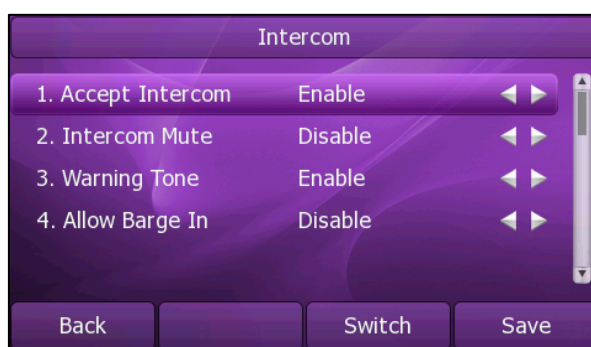 Intercom
1. Accept Intercom Enable
2. Intercom Mute Disable
3. Warning Tone Enable
4. Allow Barge In Disable
Back Switch Save